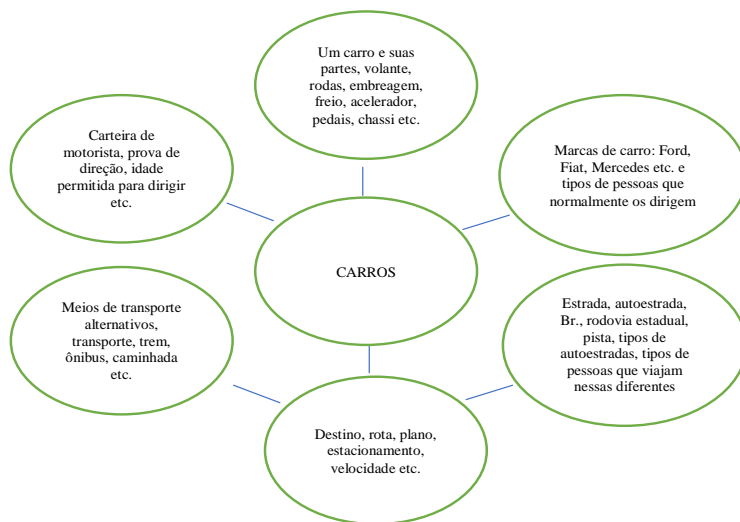 Um carro e suas
partes, volante,
rodas, embreagem,
freio, acelerador,
pedais, chassi etc.
Carteira de
motorista, prova de
direção, idade
permitida para dirigir
etc.
Marcas de carro: Ford,
Fiat, Mercedes etc. e
tipos de pessoas que
normalmente os dirigem
CARROS
Meios de transporte
alternativos,
transporte, trem,
ônibus, caminhada
etc.
Estrada, autoestrada,
Br., rodovia estadual,
pista, tipos de
autoestradas, tipos de
pessoas que viajam
nessas diferentes
Destino, rota, plano,
estacionamento,
velocidade etc.